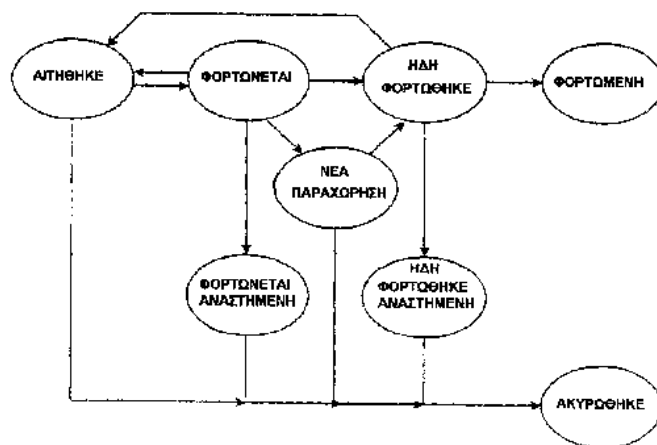 ΑΙΤΗΘΗΚΕ
ΦΟΡΤΩΝΕΤΑΙ
ΗΔΗ
ΦΟΡΤΩΘΗΚΕ
ΦΟΡΤΩΜΕΝΗ
ΝΕΑ
ΠΑΡΑΧΩΡΗΣΗ
ΦΟΡΤΩΝΕΤΑΙ
ΑΝΑΣΤΗΜΕΝΗ
ΗΔΗ
ΦΟΡΤΩΘΗΚΕ
ΑΝΑΣΤΗΜΕΝΗ
ΑΚΥΡΩΘΗΚΕ